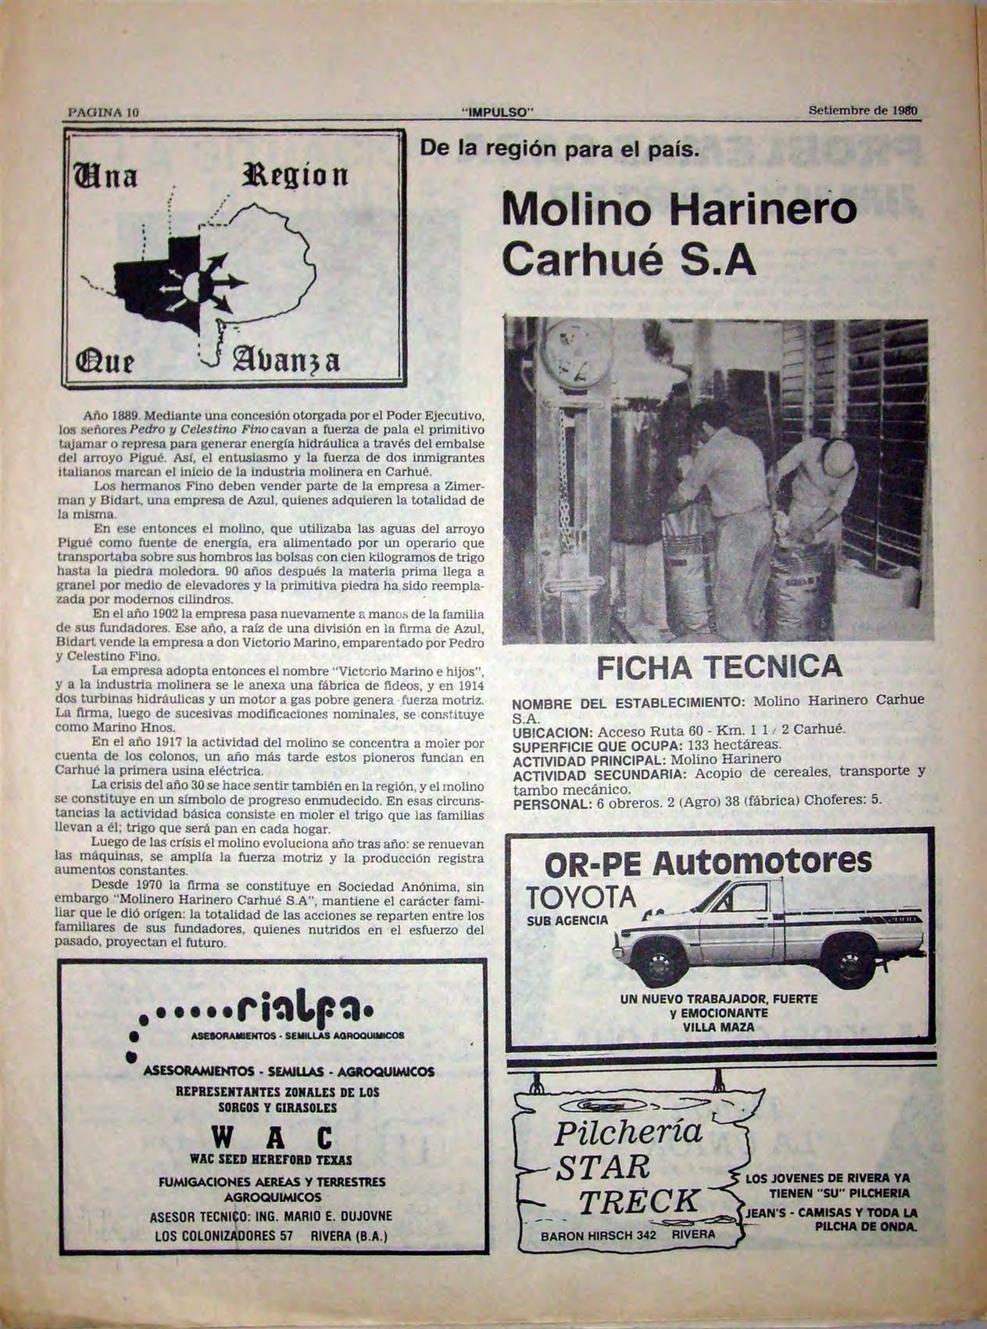 PAGINA 10
"IMPULSO"
Setiembre de 1980
Una Region
Que Avanza
De la región para el país.
Molino Harinero
Carhué S.A
Año 1889. Mediante una concesión otorgada por el Poder Ejecutivo,
los señores Pedro y Celestino Fino cavan a fuerza de pala el primitivo
tajamar o represa para generar energía hidráulica a través del embalse
del arroyo Pigué. Así, el entusiasmo y la fuerza de dos inmigrantes
italianos marcan el inicio de la industria molinera en Carhué.
Los hermanos Fino deben vender parte de la empresa a Zimer-
man y Bidart, una empresa de Azul, quienes adquieren la totalidad de
la misma.
En ese entonces el molino, que utilizaba las aguas del arroyo
Pigué como fuente de energía, era alimentado por un operario que
transportaba sobre sus hombros las bolsas con cien kilogramos de trigo
hasta la piedra moledora. 90 años después la materia prima llega a
granel por medio de elevadores y la primitiva piedra ha sido reempla-
zada por modernos cilindros.
En el año 1902 la empresa pasa nuevamente a manos de la familia
de sus fundadores. Ese año, a raíz de una división en la firma de Azul,
Bidart vende la empresa a don Victorio Marino, emparentado por Pedro
y Celestino Fino.
La empresa adopta entonces el nombre "Victorio Marino e hijos",
y a la industria molinera se le anexa una fábrica de fideos, y en 1914
dos turbinas hidráulicas y un motor a gas pobre genera fuerza motriz.
La firma, luego de sucesivas modificaciones nominales, se constituye
como Marino Hnos.
En el año 1917 la actividad del molino se concentra a moler por
cuenta de los colonos, un año más tarde estos pioneros fundan en
Carhué la primera usina eléctrica.
La crisis del año 30 se hace sentir también en la región, y el molino
se constituye en un símbolo de progreso enmudecido. En esas circuns-
tancias la actividad básica consiste en moler el trigo que las familias
llevan a él; trigo que será pan en cada hogar.
Luego de las crísis el molino evoluciona año tras año: se renuevan
las máquinas, se amplía la fuerza motriz y la producción registra
aumentos constantes.
Desde 1970 la firma se constituye en Sociedad Anónima, sin
embargo "Molinero Harinero Carhué S.A", mantiene el carácter fami-
liar que le dió orígen: la totalidad de las acciones se reparten entre los
familiares de sus fundadores, quienes nutridos en el esfuerzo del
pasado, proyectan el futuro.
FICHA TECNICA
NOMBRE DEL ESTABLECIMIENTO: Molino Harinero Carhue
S.A.
UBICACION: Acceso Ruta 60 - Km. 1 1/2 Carhué.
SUPERFICIE QUE OCUPA: 133 hectáreas.
ACTIVIDAD PRINCIPAL: Molino Harinero
ACTIVIDAD SECUNDARIA: Acopio de cereales, transporte y
tambo mecánico.
PERSONAL: 6 obreros. 2 (Agro) 38 (fábrica) Choferes: 5.
OR-PE Automotores
TOYOTA
SUB AGENCIA
UN NUEVO TRABAJADOR, FUERTE
y EMOCIONANTE
VILLA MAZA
rialfa
ASESORAMIENTOS - SEMILLAS AGROQUIMICOS
ASESORAMIENTOS - SEMILLAS - AGROQUIMICOS
REPRESENTANTES ZONALES DE LOS
SORGOS Y GIRASOLES
W A C
WAC SEED HEREFORD TEXAS
FUMIGACIONES AEREAS Y TERRESTRES
AGROQUIMICOS
ASESOR TECNICO: ING. MARIO E. DUJOVNE
LOS COLONIZADORES 57 RIVERA (B.A.)
Pilchería
STAR
TRECK
BARON HIRSCH 342 RIVERA
LOS JOVENES DE RIVERA YA
TIENEN "SU" PILCHERIA
JEAN'S - CAMISAS Y TODA LA
PILCHA DE ONDA.